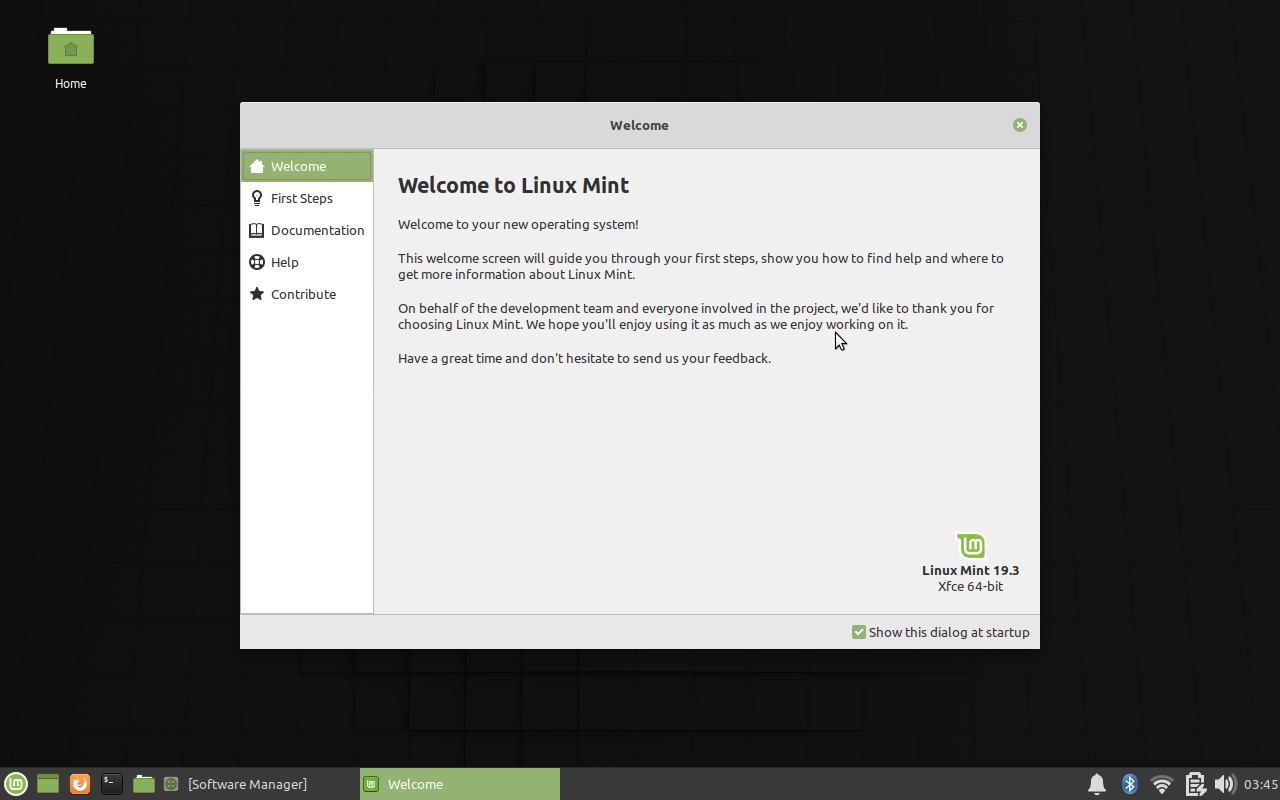 Home
Welcome
Welcome
First Steps
Documentation
Help
Contribute
Welcome to Linux Mint
Welcome to your new operating system!
This welcome screen will guide you through your first steps, show you how to find help and where to
get more information about Linux Mint.
On behalf of the development team and everyone involved in the project, we'd like to thank you for
choosing Linux Mint. We hope you'll enjoy using it as much as we enjoy working on it.
Have a great time and don't hesitate to send us your feedback.
Linux Mint 19.3
Xfce 64-bit
Show this dialog at startup
[Software Manager]
Welcome
03:45